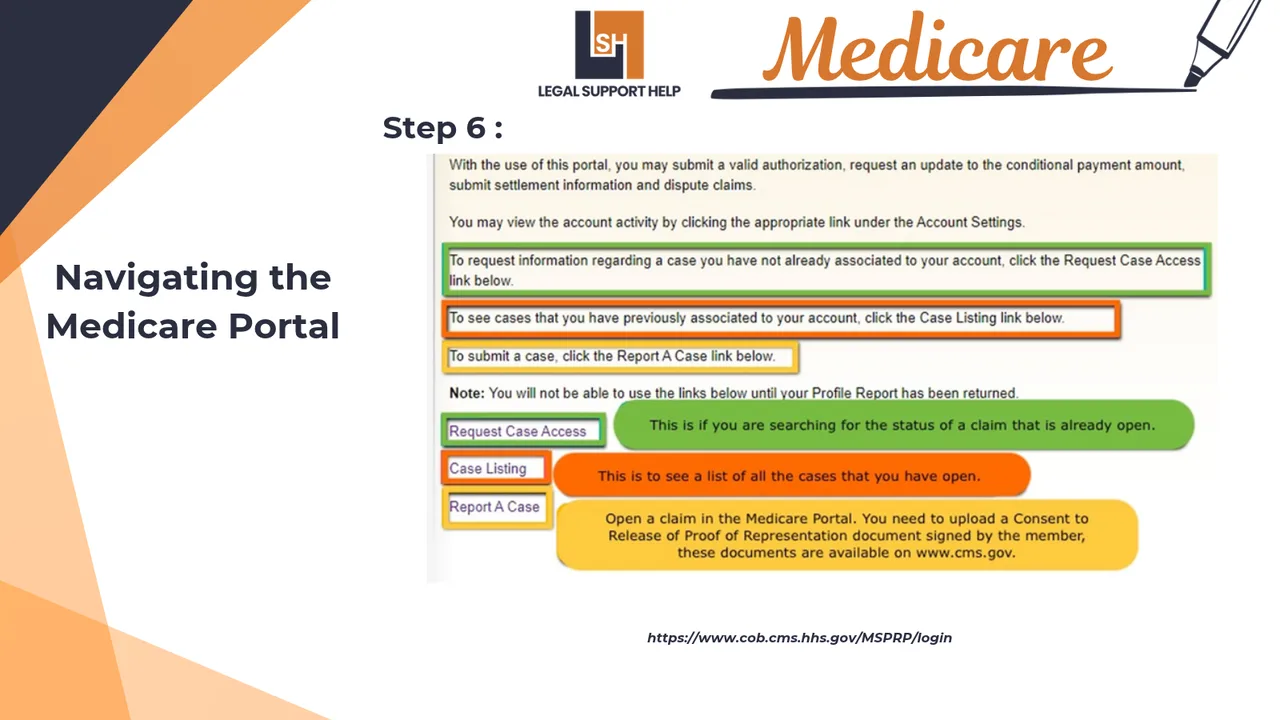 LSH
LEGAL SUPPORT HELP
Medicare
Step 6 :
Navigating the
Medicare Portal
With the use of this portal, you may submit a valid authorization, request an update to the conditional payment amount,
submit settlement information and dispute claims.
You may view the account activity by clicking the appropriate link under the Account Settings.
To request information regarding a case you have not already associated to your account, click the Request Case Access
link below.
To see cases that you have previously associated to your account, click the Case Listing link below.
To submit a case, click the Report A Case link below.
Note: You will not be able to use the links below until your Profile Report has been returned.
Request Case Access
This is if you are searching for the status of a claim that is already open.
Case Listing
This is to see a list of all the cases that you have open.
Report A Case
Open a claim in the Medicare Portal. You need to upload a Consent to
Release of Proof of Representation document signed by the member,
these documents are available on www.cms.gov.
https://www.cob.cms.hhs.gov/MSPRP/login